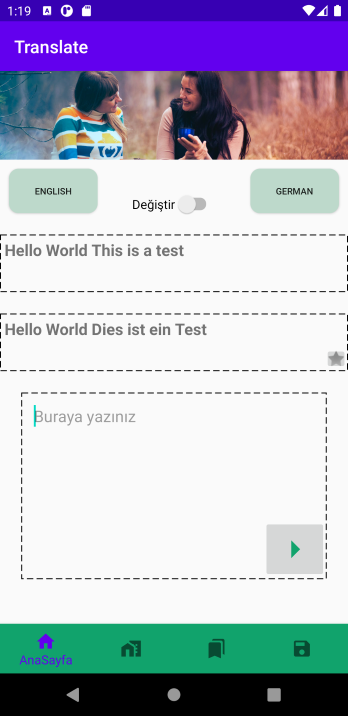 1:19
Translate
ENGLISH
Değiştir
GERMAN
Hello World This is a test
Hello World Dies ist ein Test
Buraya yazınız
AnaSayfa